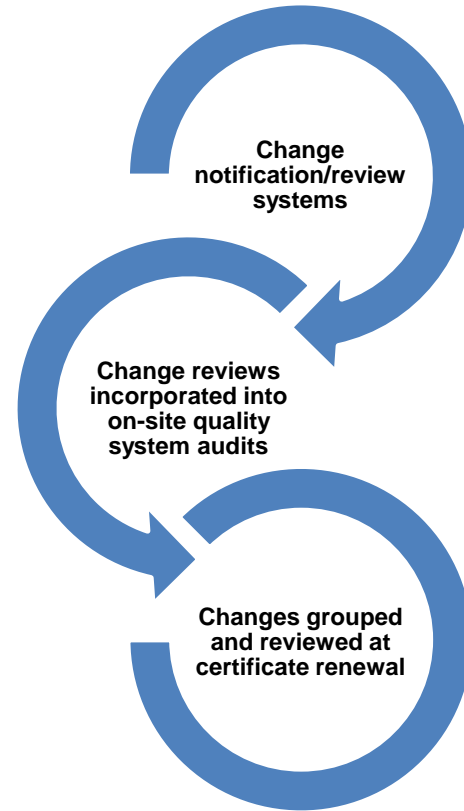 Change
notification/review
systems
Change reviews
incorporated into
on-site quality
system audits
Changes grouped
and reviewed at
certificate renewal